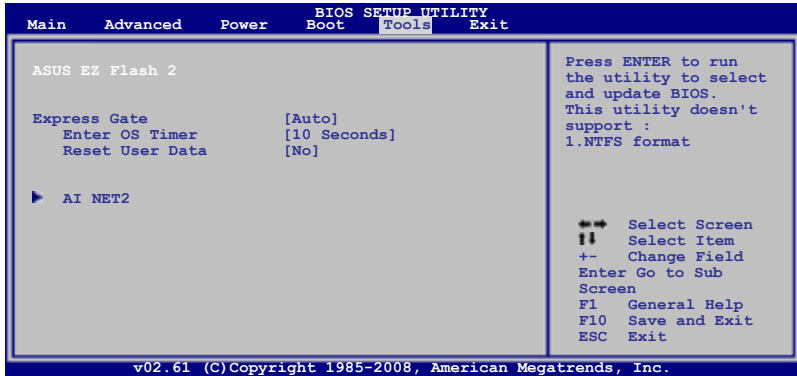 BIOS SETUP UTILITY
Main Advanced Power Boot Tools Exit
ASUS EZ Flash 2
Express Gate [Auto]
Enter OS Timer [10 Seconds]
Reset User Data [No]
AI NET2
Press ENTER to run
the utility to select
and update BIOS.
This utility doesn't
support :
1.NTFS format
Select Screen
Select Item
+- Change Field
Enter Go to Sub
Screen
F1 General Help
F10 Save and Exit
ESC Exit
v02.61 (C)Copyright 1985-2008, American Megatrends, Inc.